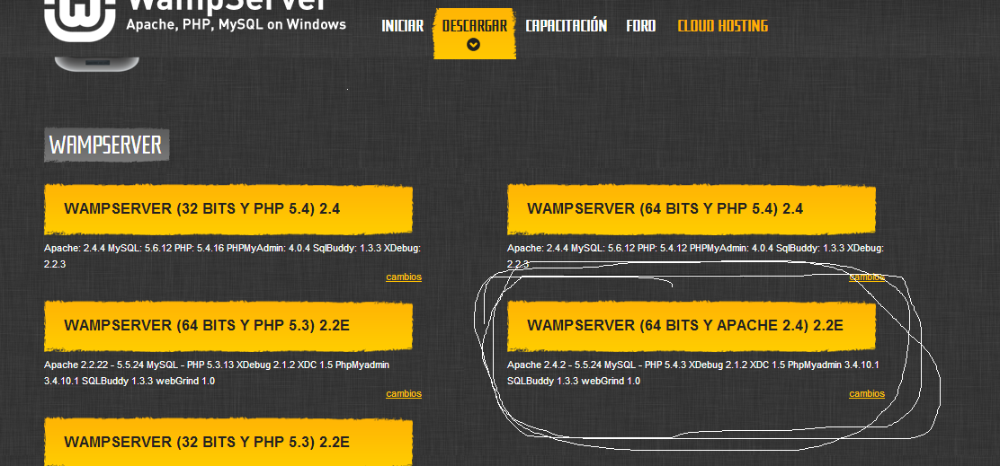 WampServer
Apache, PHP, MySQL on Windows
INICIAR DESCARGAR CAPACITACIÓN FORO CLOUD HOSTING
WAMPSERVER
WAMPSERVER (32 BITS Y PHP 5.4) 2.4
Apache: 2.4.4 MySQL: 5.6.12 PHP: 5.4.16 PHPMyAdmin: 4.0.4 SqlBuddy: 1.3.3 XDebug:
2.2.3
cambios
WAMPSERVER (64 BITS Y PHP 5.4) 2.4
Apache: 2.4.4 MySQL: 5.6.12 PHP: 5.4.12 PHPMyAdmin: 4.0.4 SqlBuddy: 1.3.3 XDebug:
2.2.3
cambios
WAMPSERVER (64 BITS Y PHP 5.3) 2.2E
Apache 2.2.22 - 5.5.24 MySQL - PHP 5.3.13 XDebug 2.1.2 XDC 1.5 PhpMyadmin
3.4.10.1 SQLBuddy 1.3.3 webGrind 1.0
cambios
WAMPSERVER (64 BITS Y APACHE 2.4) 2.2E
Apache 2.4.2 - 5.5.24 MySQL - PHP 5.4.3 XDebug 2.1.2 XDC 1.5 PhpMyadmin 3.4.10.1
SQLBuddy 1.3.3 webGrind 1.0
cambios
WAMPSERVER (32 BITS Y PHP 5.3) 2.2E